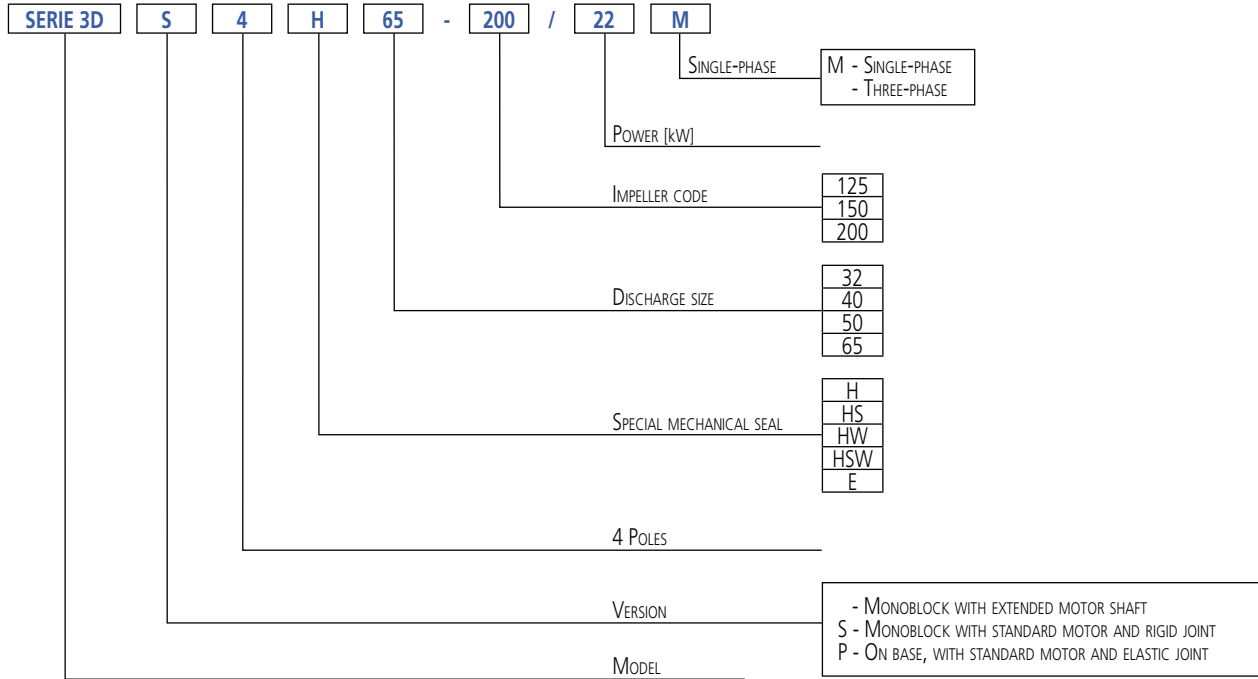 SERIE 3D S 4 H 65 - 200 / 22 M
SINGLE-PHASE
M - SINGLE-PHASE
- THREE-PHASE
POWER [kW]
IMPELLER CODE
125
150
200
DISCHARGE SIZE
32
40
50
65
SPECIAL MECHANICAL SEAL
H
HS
HW
HSW
E
4 POLES
VERSION
- MONOBLOCK WITH EXTENDED MOTOR SHAFT
S - MONOBLOCK WITH STANDARD MOTOR AND RIGID JOINT
P - ON BASE, WITH STANDARD MOTOR AND ELASTIC JOINT
MODEL